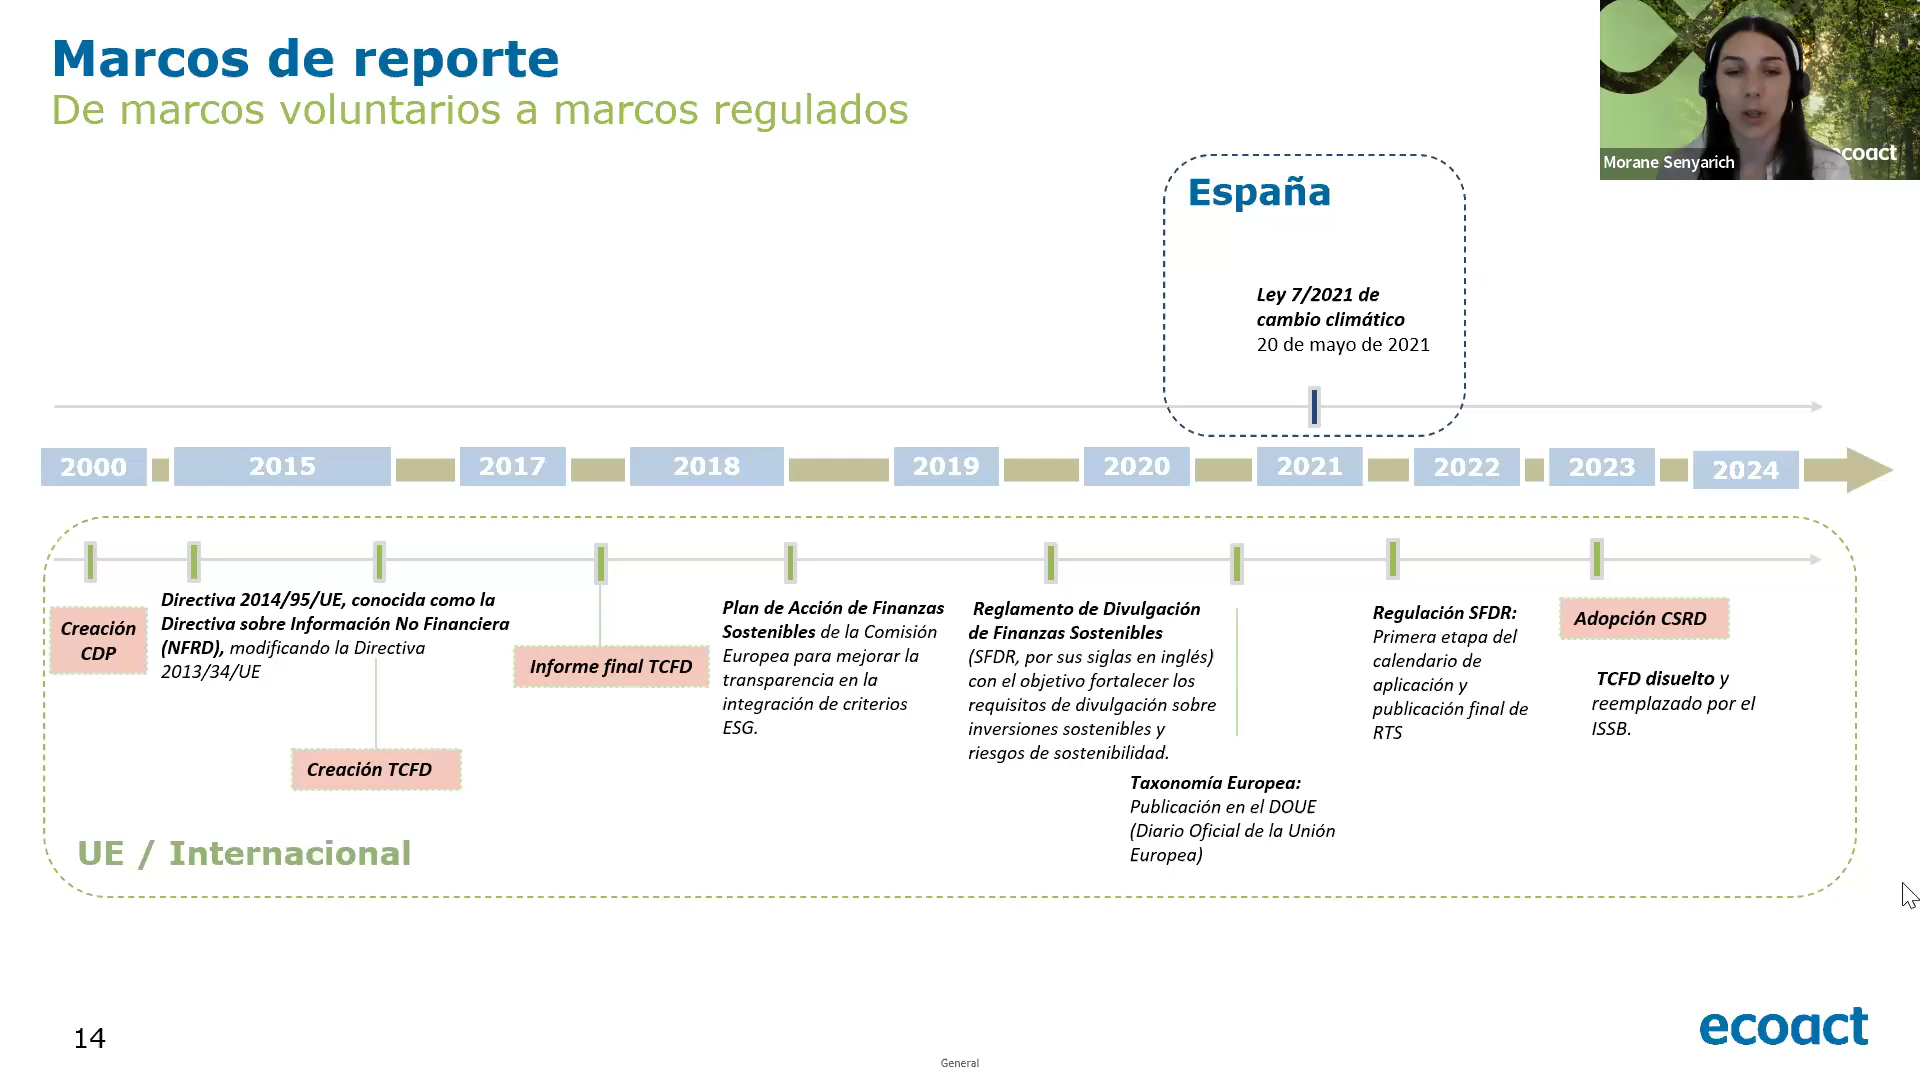 Marcos de reporte
De marcos voluntarios a marcos regulados
Morane Senyarich
ecoact
España
Ley 7/2021 de
cambio climático
20 de mayo de 2021
2000
2015
2017
2018
2019
2020
2021
2022
2023
2024
Creación
CDP
Directiva 2014/95/UE, conocida como la
Directiva sobre Información No Financiera
(NFRD), modificando la Directiva
2013/34/UE
Creación TCFD
Informe final TCFD
Plan de Acción de Finanzas
Sostenibles de la Comisión
Europea para mejorar la
transparencia en la
integración de criterios
ESG.
Reglamento de Divulgación
de Finanzas Sostenibles
(SFDR, por sus siglas en inglés)
con el objetivo fortalecer los
requisitos de divulgación sobre
inversiones sostenibles y
riesgos de sostenibilidad.
Taxonomía Europea:
Publicación en el DOUE
(Diario Oficial de la Unión
Europea)
Regulación SFDR:
Primera etapa del
calendario de
aplicación y
publicación final de
RTS
Adopción CSRD
TCFD disuelto y
reemplazado por el
ISSB.
UE / Internacional
14
General
ecoact